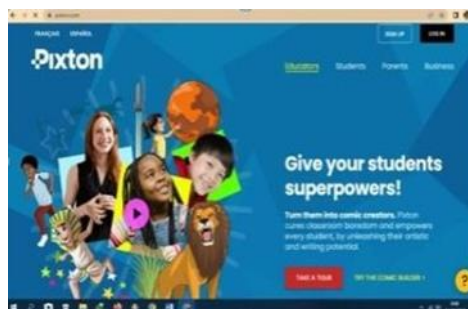 pixton.com
FRANÇAIS ESPAÑOL
SIGN UP LOG IN
Pixton
Educators Students Parents Business
Give your students
superpowers!
Turn them into comic creators. Pixton
cures classroom boredom and empowers
every student, by unleashing their artistic
and writing potential.
TAKE A TOUR TRY THE COMIC BUILDER >
?